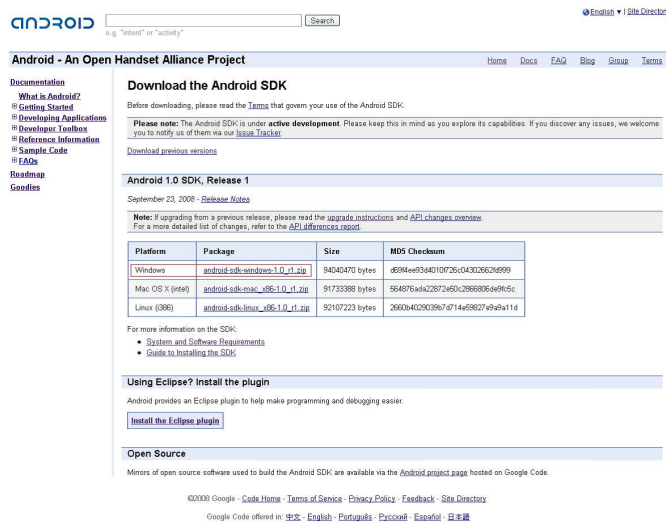 English ▼ | Site Director
ANDROID
Search
e.g. "intent" or "activity"
Android - An Open Handset Alliance Project
Home Docs FAQ Blog Group Terms
Documentation
What is Android?
Getting Started
Developing Applications
Developer Toolbox
Reference Information
Sample Code
FAQs
Roadmap
Goodies
Download the Android SDK
Before downloading, please read the Terms that govern your use of the Android SDK.
Please note: The Android SDK is under active development. Please keep this in mind as you explore its capabilities. If you discover any issues, we welcome
you to notify us of them via our Issue Tracker.
Download previous versions
Android 1.0 SDK, Release 1
September 23, 2008 - Release Notes
Note: If upgrading from a previous release, please read the upgrade instructions and API changes overview.
For a more detailed list of changes, refer to the API differences report.
Platform Package Size MD5 Checksum
Windows android-sdk-windows-1.0_r1.zip 94040470 bytes
Mac OS X (intel) android-sdk-mac_x86-1.0_r1.zip 91733388 bytes 564876ada22872e50c2866806de9fc5c
Linux (i386) android-sdk-linux_x86-1.0_r1.zip 92107223 bytes 2660b4029039b7d714e59827e9a9a11d
For more information on the SDK:
• System and Software Requirements
• Guide to Installing the SDK
Using Eclipse? Install the plugin
Android provides an Eclipse plugin to help make programming and debugging easier.
Install the Eclipse plugin
Open Source
Mirrors of open source software used to build the Android SDK are available via the Android project page hosted on Google Code.
©2008 Google - Code Home - Terms of Service - Privacy Policy - Feedback - Site Directory
Google Code offered in: 中文 - English - Português - Русский - Español - 日本語